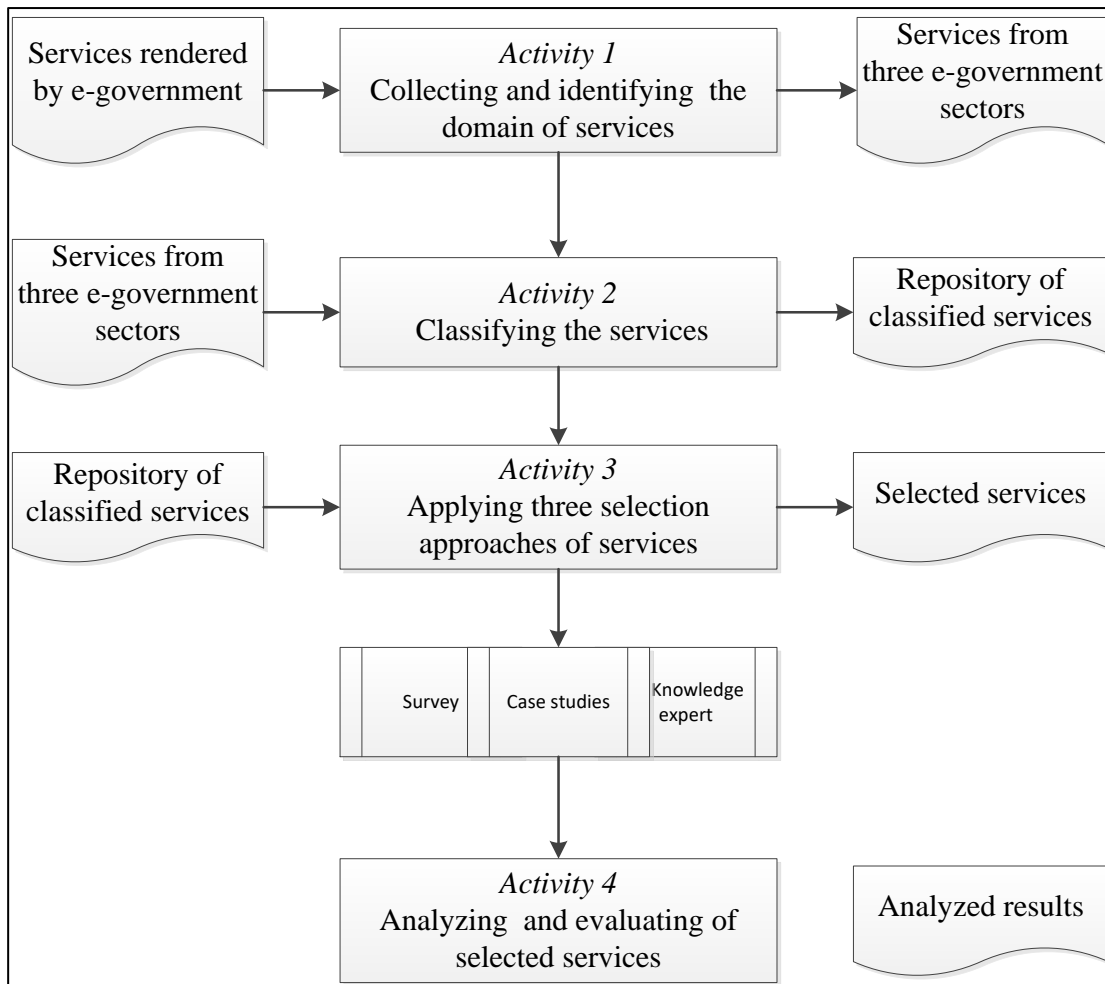 Services rendered
by e-government
Activity 1
Collecting and identifying the
domain of services
Services from
three e-government
sectors
Services from
three e-government
sectors
Activity 2
Classifying the services
Repository of
classified services
Repository of
classified services
Activity 3
Applying three selection
approaches of services
Selected services
Survey
Case studies
Knowledge
expert
Activity 4
Analyzing and evaluating of
selected services
Analyzed results